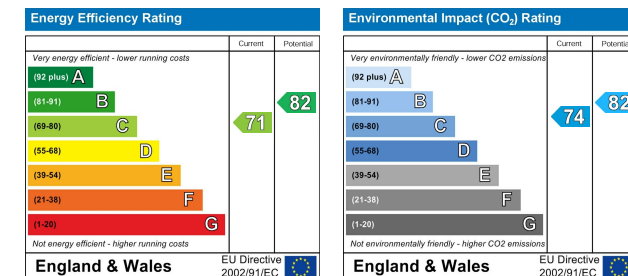 Energy Efficiency Rating
Current Potential
Very energy efficient - lower running costs
(92 plus) A
(81-91) B
82
(69-80) C
71
(55-68) D
(39-54) E
(21-38) F
(1-20) G
Not energy efficient - higher running costs
England & Wales
EU Directive
2002/91/EC
Environmental Impact (CO₂) Rating
Current Potential
Very environmentally friendly - lower CO2 emissions
(92 plus) A
(81-91) B
82
(69-80) C
74
(55-68) D
(39-54) E
(21-38) F
(1-20) G
Not environmentally friendly - higher CO2 emissions
England & Wales
EU Directive
2002/91/EC